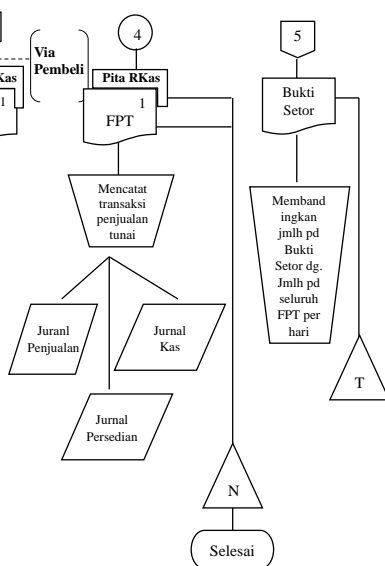 Via
Pembeli
Kas
1
4
Pita RKas
1
FPT
Mencatat
transaksi
penjualan
tunai
Juranl
Penjualan
Jurnal
Kas
Jurnal
Persedian
N
Selesai
5
Bukti
Setor
Memband
ingkan
jmlh pd
Bukti
Setor dg.
Jmlh pd
seluruh
FPT per
hari
T